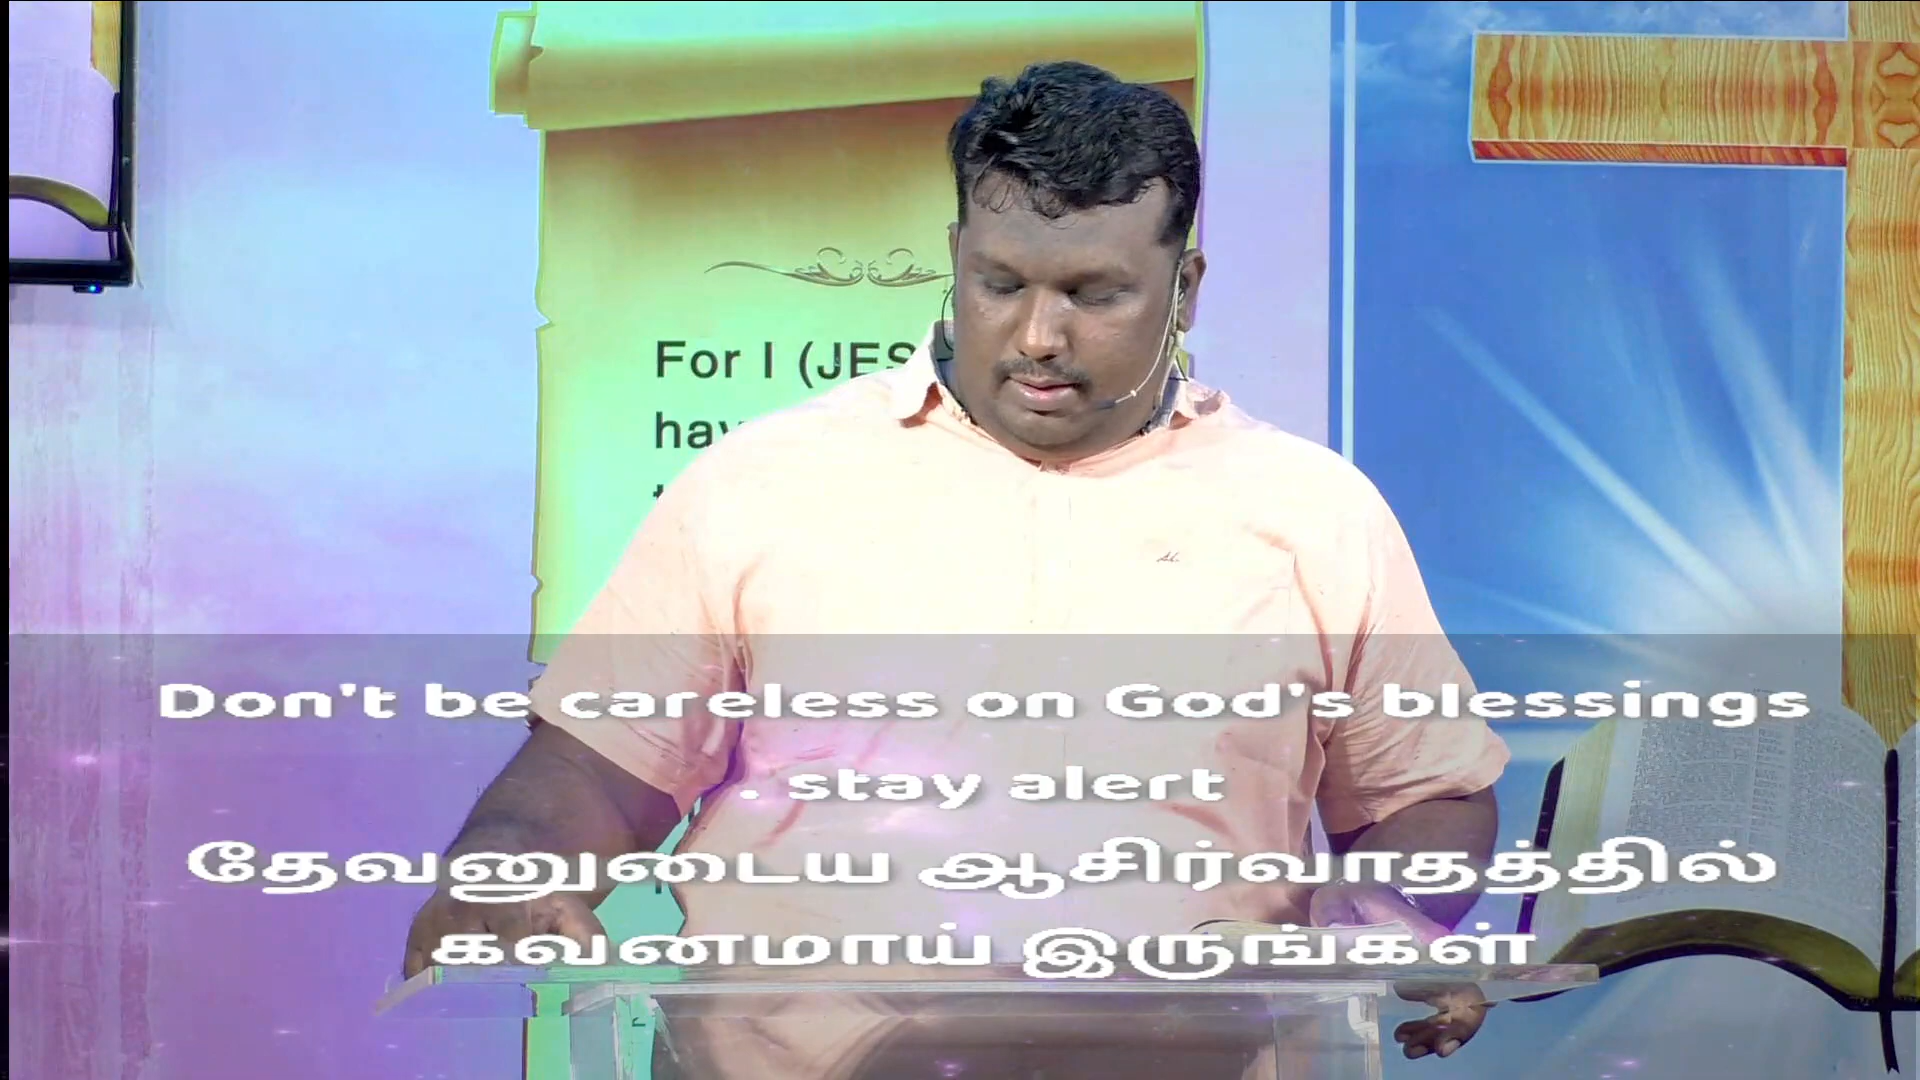 For I (JES
hav
Don't be careless on God's blessings
. stay alert
தேவனுடைய ஆசிர்வாதத்தில்
கவனமாய் இருங்கள்